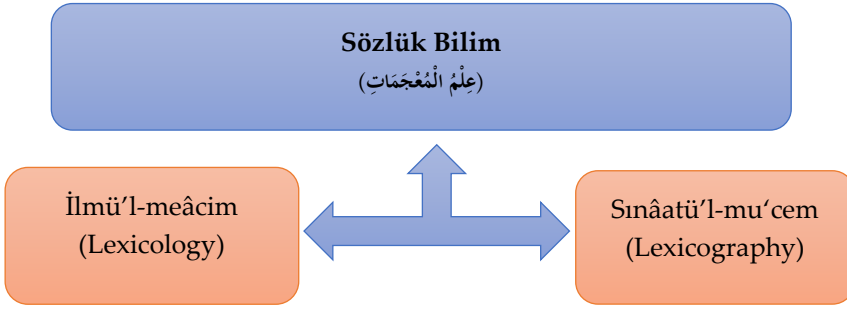 Sözlük Bilim
(عِلْمُ الْمُعْجَمَاتِ)
İlmü’l-meâcim
(Lexicology)
Sınâatü’l-mu‘cem
(Lexicography)